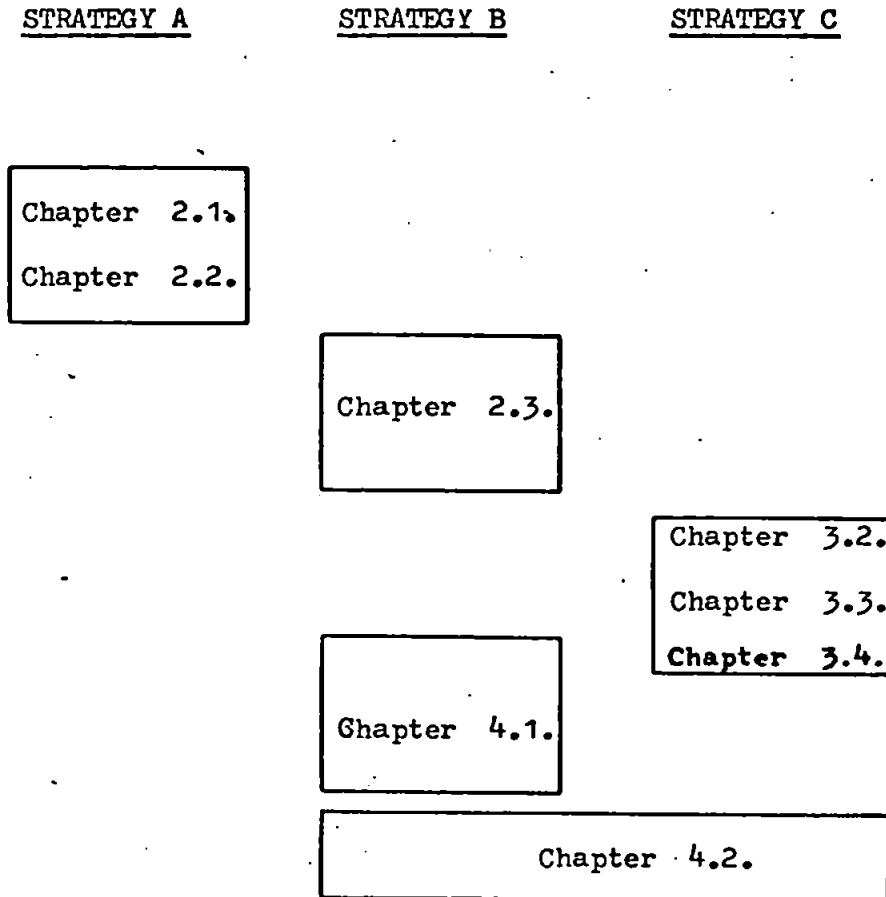 STRATEGY A STRATEGY B STRATEGY C
Chapter 2.1.
Chapter 2.2.
Chapter 2.3.
Chapter 3.2.
Chapter 3.3.
Chapter 3.4.
Ghapter 4.1.
Chapter 4.2.